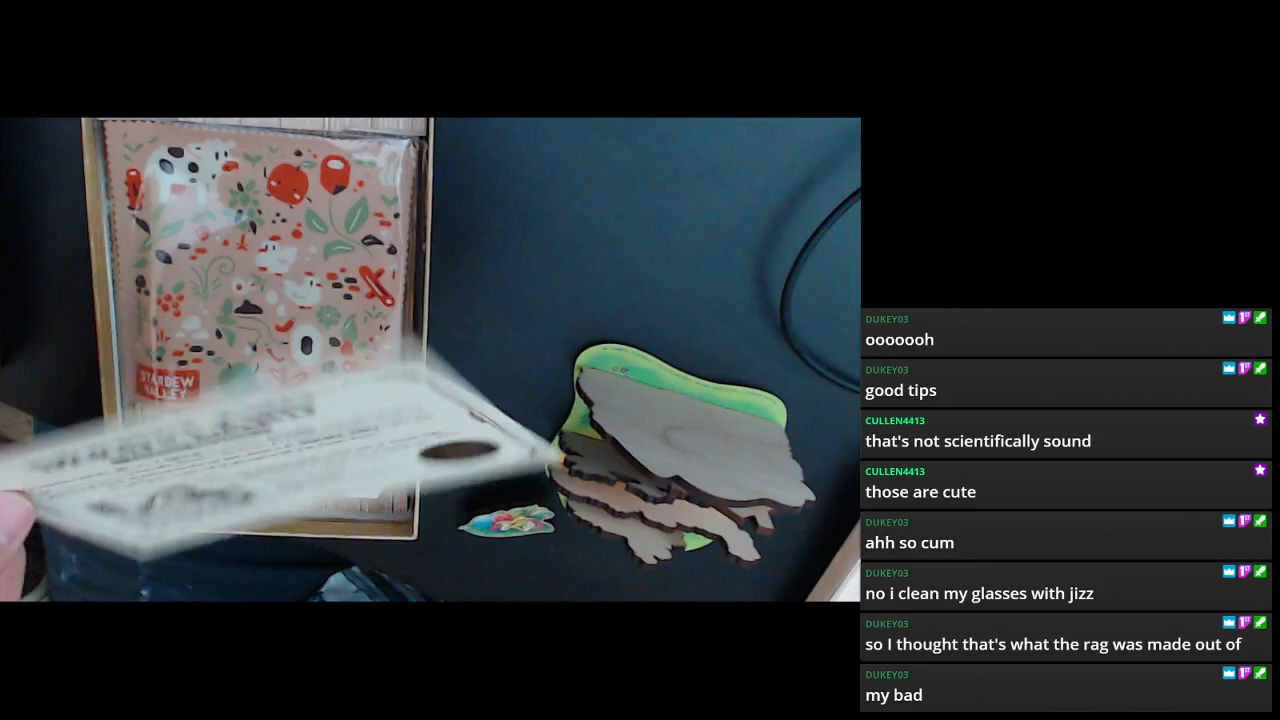 STARDEW
VALLEY
DUKEY03
ooooooh
DUKEY03
good tips
CULLEN4413
that's not scientifically sound
CULLEN4413
those are cute
DUKEY03
ahh so cum
DUKEY03
no i clean my glasses with jizz
DUKEY03
so I thought that's what the rag was made out of
DUKEY03
my bad